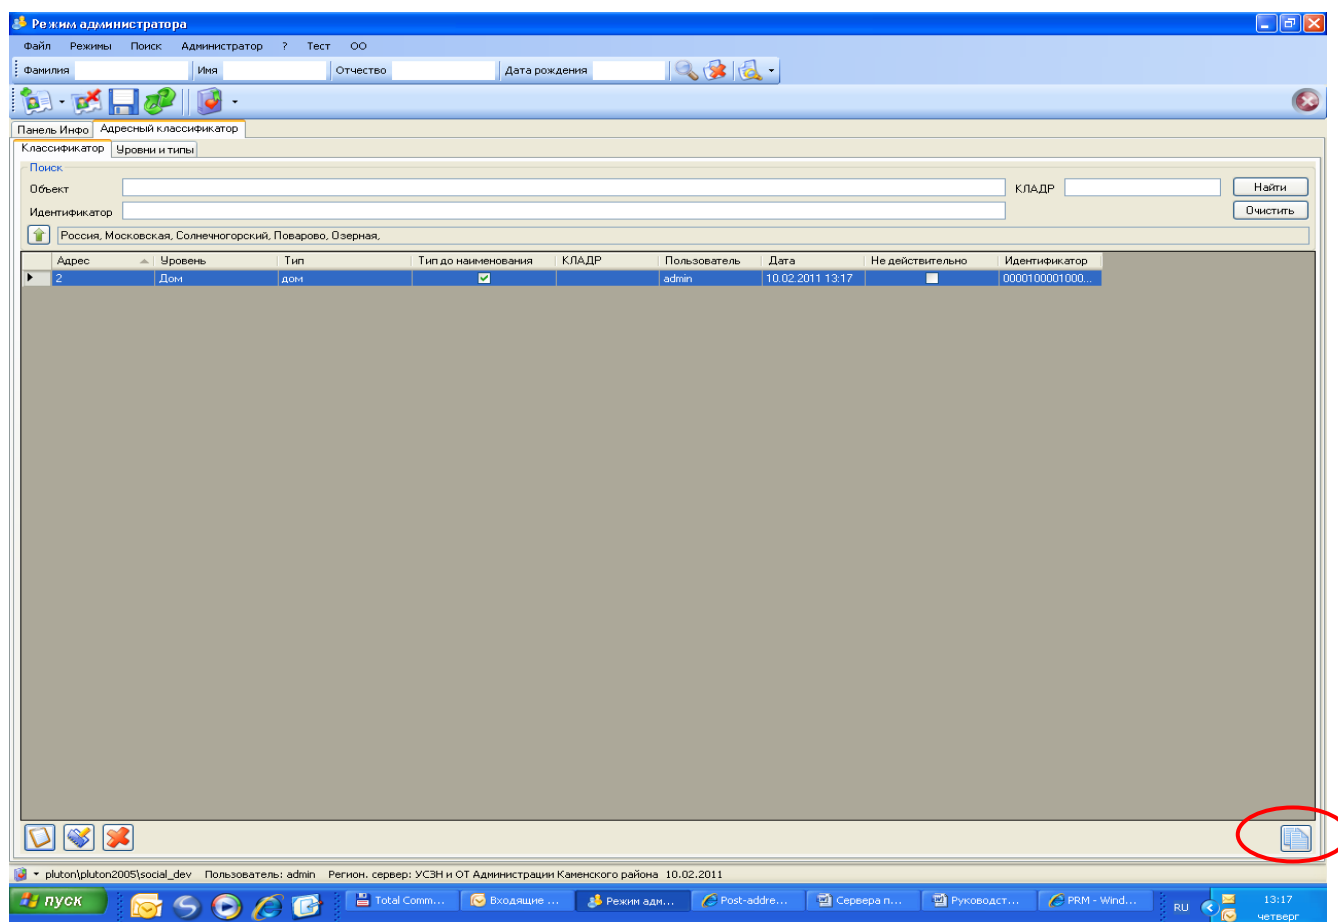 Режим администратора
Файл Режимы Поиск Администратор ? Тест ОО
Фамилия Имя Отчество Дата рождения
Панель Инфо Адресный классификатор
Классификатор Уровни и типы
Поиск
Объект КЛАДР Найти
Идентификатор Очистить
Россия, Московская, Солнечногорский, Поварово, Озерная,
Адрес Уровень Тип Тип до наименования КЛАДР Пользователь Дата Не действительно Идентификатор
2 Дом дом admin 10.02.2011 13:17 0000100001000...
pluton\pluton2005\social_dev Пользователь: admin Регион. сервер: УСЗН и ОТ Администрации Каменского района 10.02.2011
пуск Total Comm... Входящие ... Режим адм... Post-addre... Сервера п... Руководст... PRM - Wind... RU 13:17
четверг